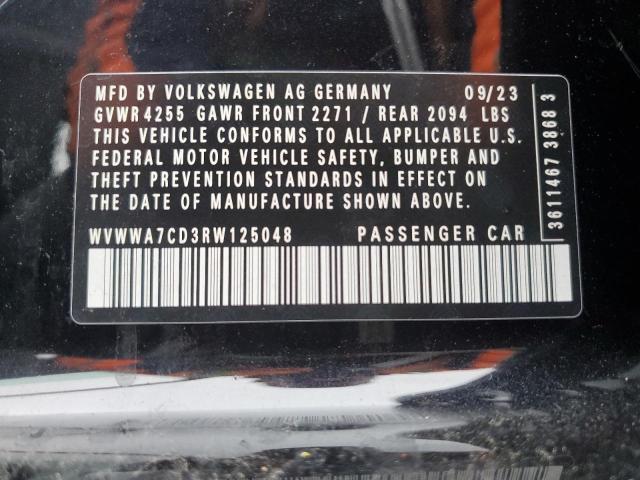 MFD BY VOLKSWAGEN AG GERMANY 09/23
GVWR 4255 GAWR FRONT 2271 / REAR 2094 LBS
THIS VEHICLE CONFORMS TO ALL APPLICABLE U.S.
FEDERAL MOTOR VEHICLE SAFETY, BUMPER AND
THEFT PREVENTION STANDARDS IN EFFECT ON
THE DATE OF MANUFACTURE SHOWN ABOVE.
WVWWA7CD3RW125048 PASSENGER CAR
3611467 3868 3